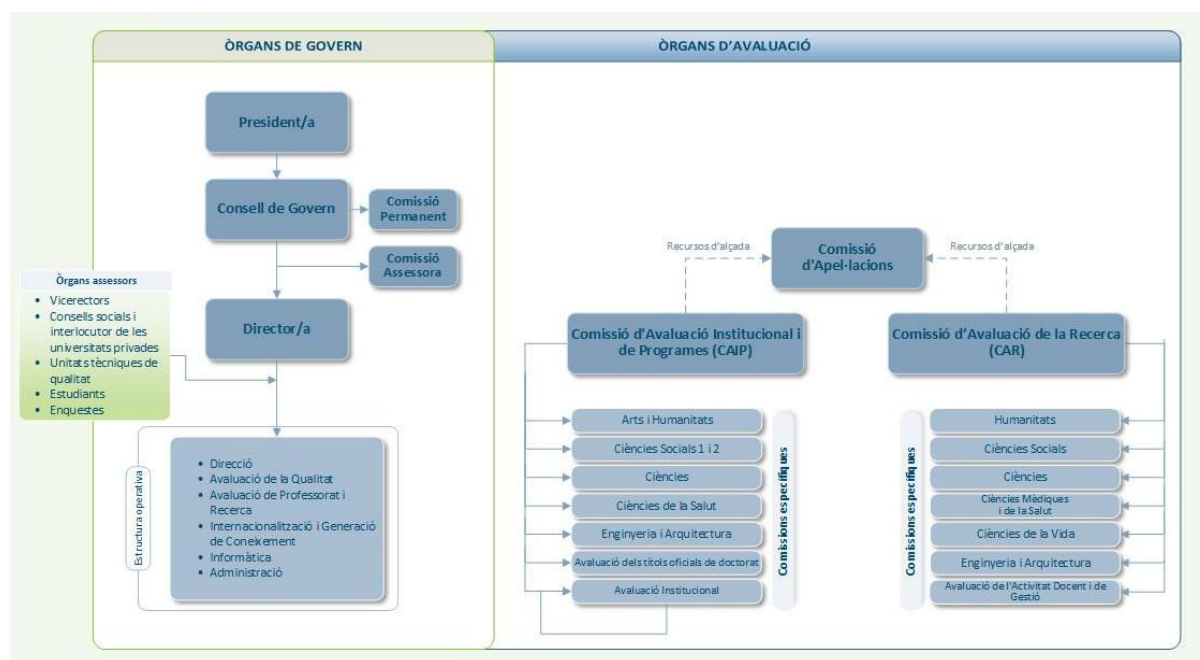 ÒRGANS DE GOVERN
President/a
Consell de Govern
Comissió
Permanent
Comissió
Assessora
Director/a
Òrgans assessors
• Vicerectors
• Consells socials i
interlocutor de les
universitats privades
• Unitats tècniques de
qualitat
• Estudiants
• Enquestes
Estructura operativa
• Direcció
• Avaluació de la Qualitat
• Avaluació de Professorat i
Recerca
• Internacionalització i Generació
de Coneixement
• Informàtica
• Administració
ÒRGANS D'AVALUACIÓ
Recursos d'alçada
Comissió
d'Apel·lacions
Recursos d'alçada
Comissió d'Avaluació Institucional i
de Programes (CAIP)
Arts i Humanitats
Ciències Socials 1 i 2
Ciències
Ciències de la Salut
Enginyeria i Arquitectura
Avaluació dels títols oficials de doctorat
Avaluació Institucional
Comissions específiques
Comissió d'Avaluació de la Recerca
(CAR)
Comissions específiques
Humanitats
Ciències Socials
Ciències
Ciències Mèdiques
i de la Salut
Ciències de la Vida
Enginyeria i Arquitectura
Avaluació de l'Activitat Docent i de
Gestió